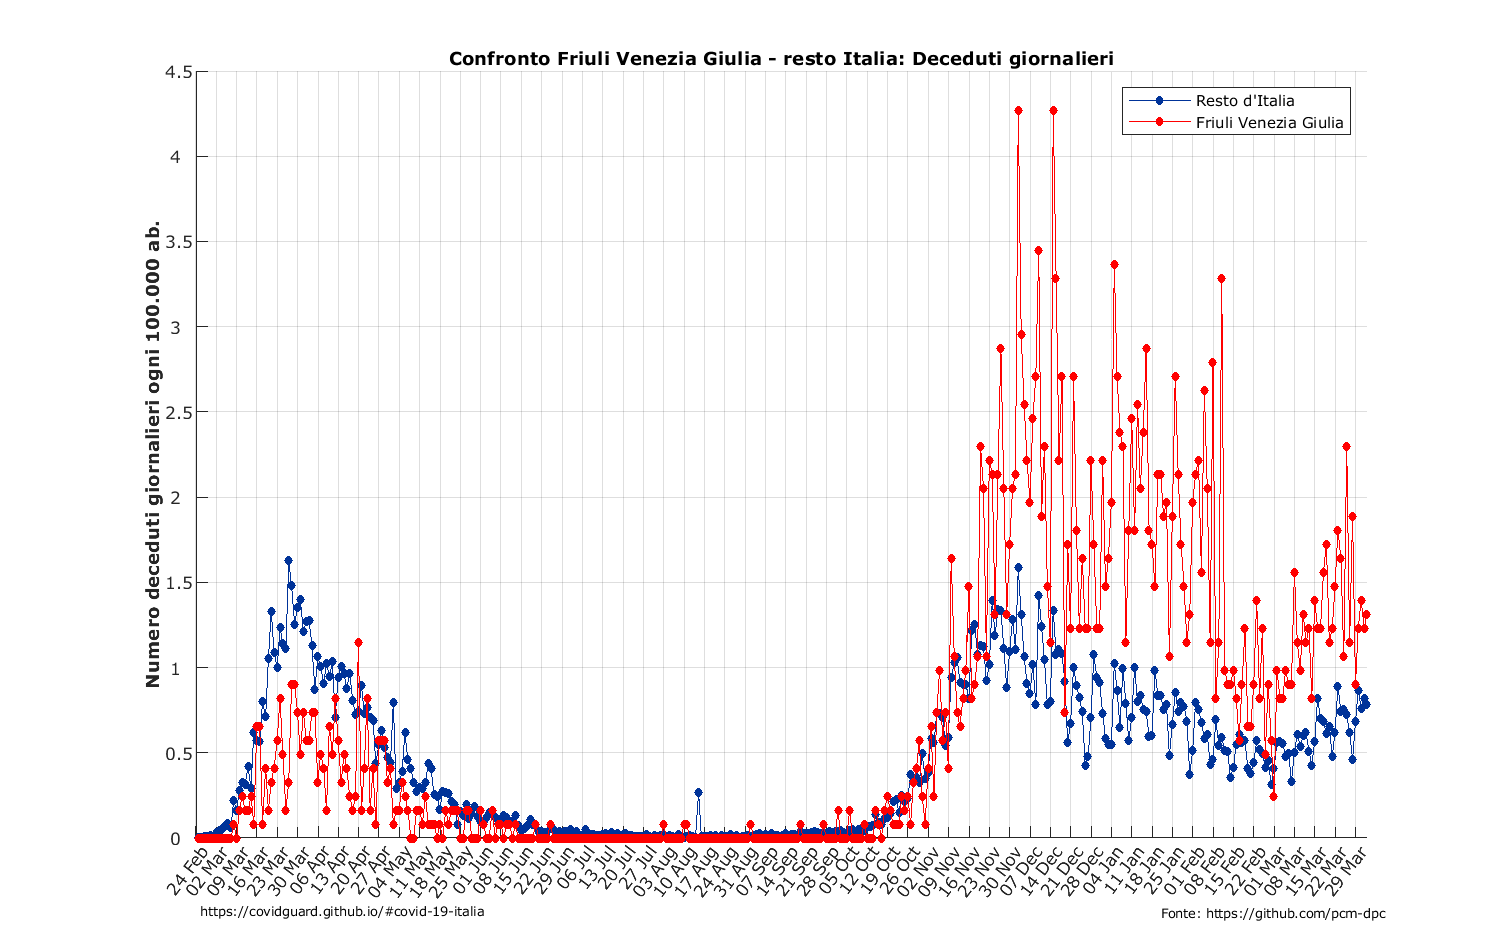 Confronto Friuli Venezia Giulia - resto Italia: Deceduti giornalieri
Resto d'Italia
Friuli Venezia Giulia
Numero deceduti giornalieri ogni 100.000 ab.
4.5
4
3.5
3
2.5
2
1.5
1
0.5
0
24 Feb
02 Mar
09 Mar
16 Mar
23 Mar
30 Mar
06 Apr
13 Apr
20 Apr
27 Apr
04 May
11 May
18 May
25 May
01 Jun
08 Jun
15 Jun
22 Jun
29 Jun
06 Jul
13 Jul
20 Jul
27 Jul
03 Aug
10 Aug
17 Aug
24 Aug
31 Aug
07 Sep
14 Sep
21 Sep
28 Sep
05 Oct
12 Oct
19 Oct
26 Oct
02 Nov
09 Nov
16 Nov
23 Nov
30 Nov
07 Dec
14 Dec
21 Dec
28 Dec
04 Jan
11 Jan
18 Jan
25 Jan
01 Feb
08 Feb
15 Feb
22 Feb
01 Mar
08 Mar
15 Mar
22 Mar
29 Mar
https://covidguard.github.io/#covid-19-italia
Fonte: https://github.com/pcm-dpc